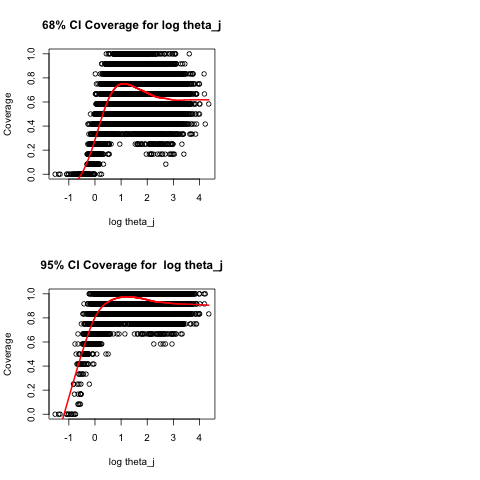 68% CI Coverage for log theta_j
Coverage
0.0 0.2 0.4 0.6 0.8 1.0
-1 0 1 2 3 4
log theta_j
95% CI Coverage for  log theta_j
Coverage
0.0 0.2 0.4 0.6 0.8 1.0
-1 0 1 2 3 4
log theta_j